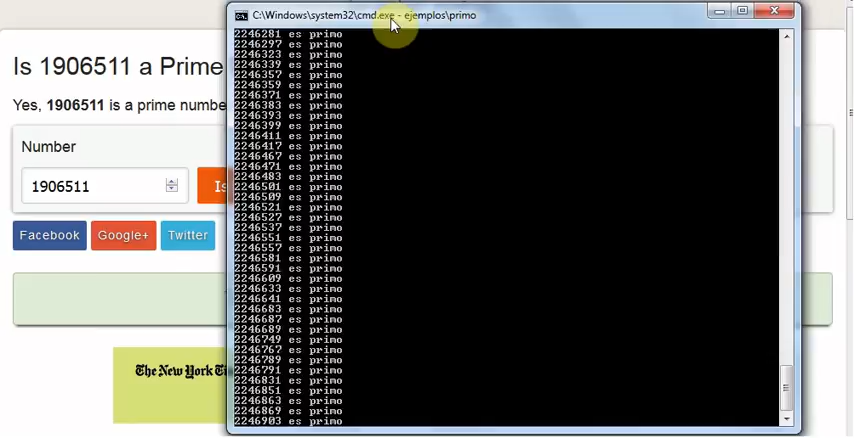 C:\Windows\system32\cmd.exe - ejemplos\primo
Is 1906511 a Prime
Yes, 1906511 is a prime numbe
Number
1906511
Is
Facebook
Google+
Twitter
The New York Ti
2246281 es primo
2246297 es primo
2246323 es primo
2246339 es primo
2246357 es primo
2246359 es primo
2246371 es primo
2246383 es primo
2246393 es primo
2246399 es primo
2246411 es primo
2246417 es primo
2246467 es primo
2246471 es primo
2246483 es primo
2246501 es primo
2246509 es primo
2246521 es primo
2246527 es primo
2246537 es primo
2246551 es primo
2246557 es primo
2246581 es primo
2246591 es primo
2246609 es primo
2246633 es primo
2246641 es primo
2246683 es primo
2246687 es primo
2246689 es primo
2246749 es primo
2246767 es primo
2246789 es primo
2246791 es primo
2246831 es primo
2246851 es primo
2246863 es primo
2246869 es primo
2246903 es primo